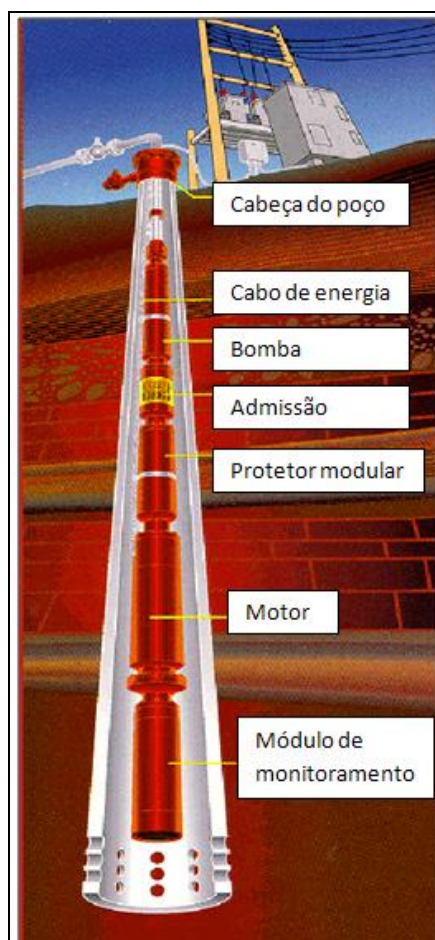 Cabeça do poço
Cabo de energia
Bomba
Admissão
Protetor modular
Motor
Módulo de
monitoramento